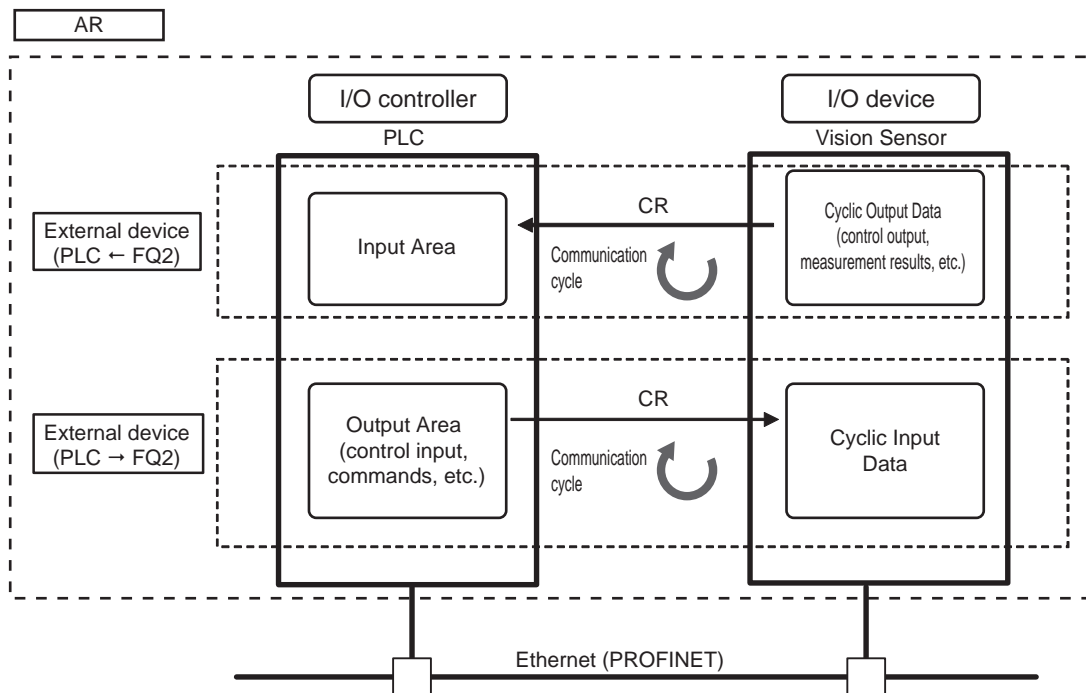 AR
I/O controller
I/O device
PLC
Vision Sensor
External device
(PLC ← FQ2)
Input Area
CR
Communication
cycle
Cyclic Output Data
(control output,
measurement results, etc.)
External device
(PLC → FQ2)
Output Area
(control input,
commands, etc.)
CR
Communication
cycle
Cyclic Input
Data
Ethernet (PROFINET)